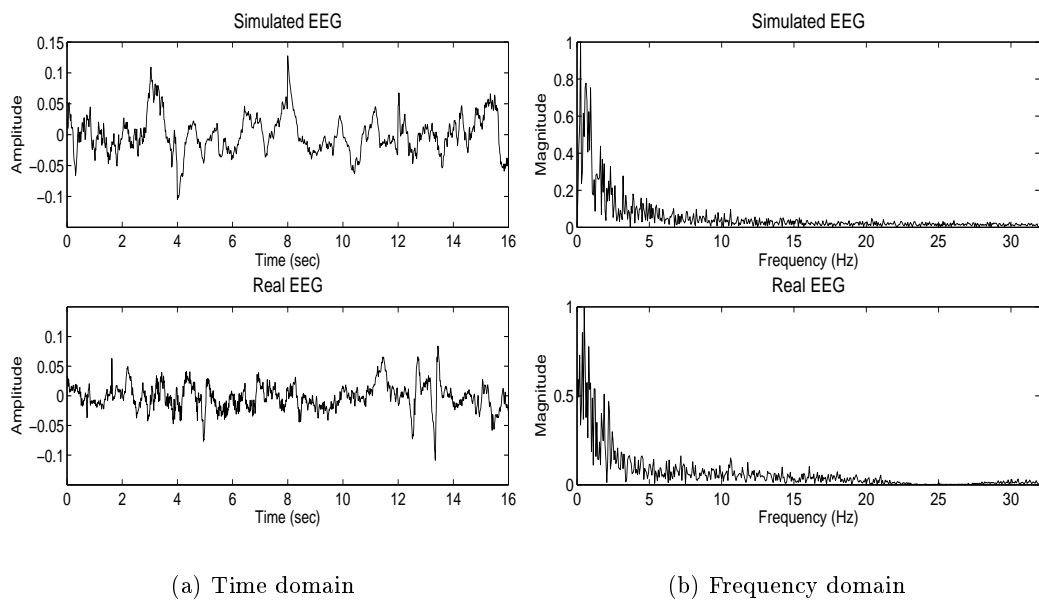 Simulated EEG
0.15
0.1
0.05
0
−0.05
−0.1
Amplitude
0 2 4 6 8 10 12 14 16
Time (sec)
Simulated EEG
1
0.8
0.6
0.4
0.2
0
Magnitude
0 5 10 15 20 25 30
Frequency (Hz)
Real EEG
0.1
0.05
0
−0.05
−0.1
Amplitude
0 2 4 6 8 10 12 14 16
Time (sec)
Real EEG
1
0.5
0
Magnitude
0 5 10 15 20 25 30
Frequency (Hz)
(a) Time domain
(b) Frequency domain